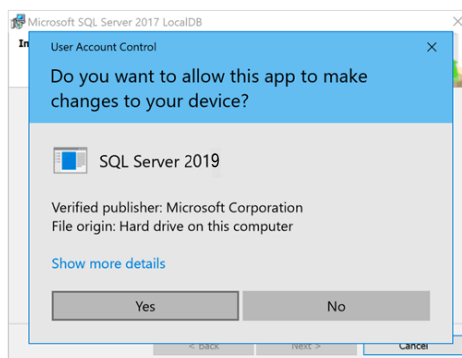 Microsoft SQL Server 2017 LocalDB
In
User Account Control
Do you want to allow this app to make
changes to your device?
SQL Server 2019
Verified publisher: Microsoft Corporation
File origin: Hard drive on this computer
Show more details
Yes
No
< Back
Next >
Cancel